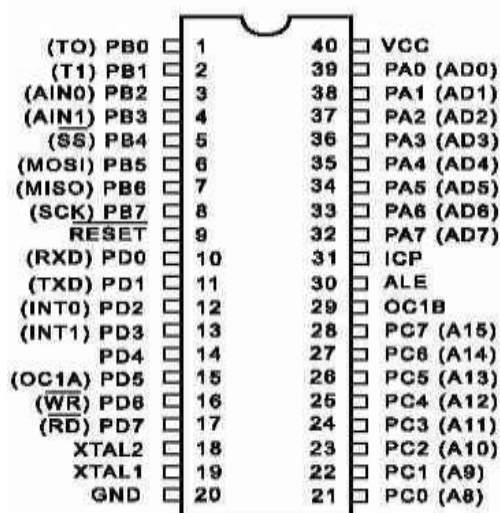 (TO) PB0 1 40 VCC
(T1) PB1 2 39 PA0 (AD0)
(AIN0) PB2 3 38 PA1 (AD1)
(AIN1) PB3 4 37 PA2 (AD2)
(SS) PB4 5 36 PA3 (AD3)
(MOSI) PB5 6 35 PA4 (AD4)
(MISO) PB6 7 34 PA5 (AD5)
(SCK) PB7 8 33 PA6 (AD6)
RESET 9 32 PA7 (AD7)
(RXD) PD0 10 31 ICP
(TXD) PD1 11 30 ALE
(INT0) PD2 12 29 OC1B
(INT1) PD3 13 28 PC7 (A15)
PD4 14 27 PC6 (A14)
(OC1A) PD5 15 26 PC5 (A13)
(WR) PD6 16 25 PC4 (A12)
(RD) PD7 17 24 PC3 (A11)
XTAL2 18 23 PC2 (A10)
XTAL1 19 22 PC1 (A9)
GND 20 21 PC0 (A8)